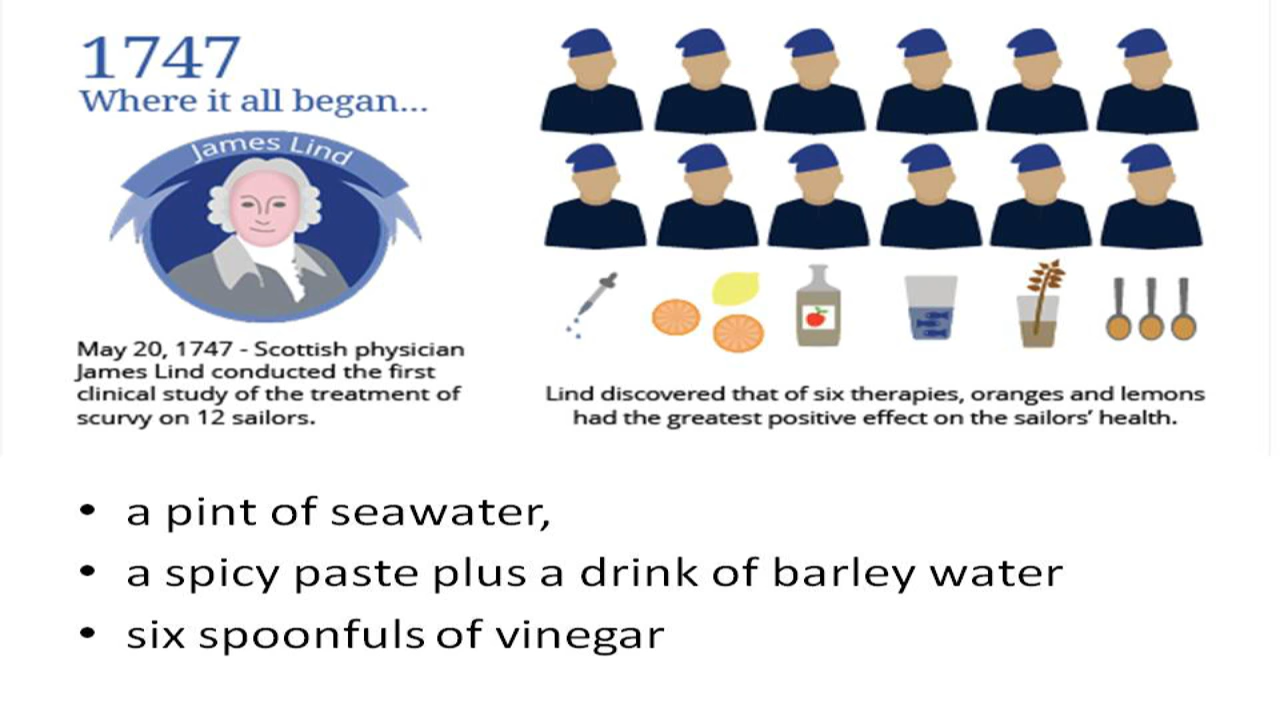 1747
Where it all began...
James Lind
May 20, 1747 - Scottish physician
James Lind conducted the first
clinical study of the treatment of
scurvy on 12 sailors.
Lind discovered that of six therapies, oranges and lemons
had the greatest positive effect on the sailors' health.
• a pint of seawater,
• a spicy paste plus a drink of barley water
• six spoonfuls of vinegar